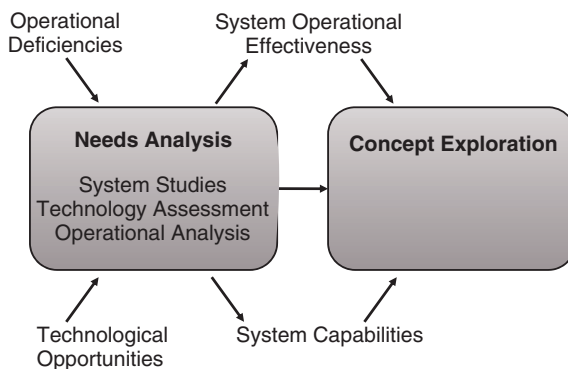 Operational
Deficiencies
System Operational
Effectiveness
Needs Analysis
System Studies
Technology Assessment
Operational Analysis
Concept Exploration
Technological
Opportunities
System Capabilities